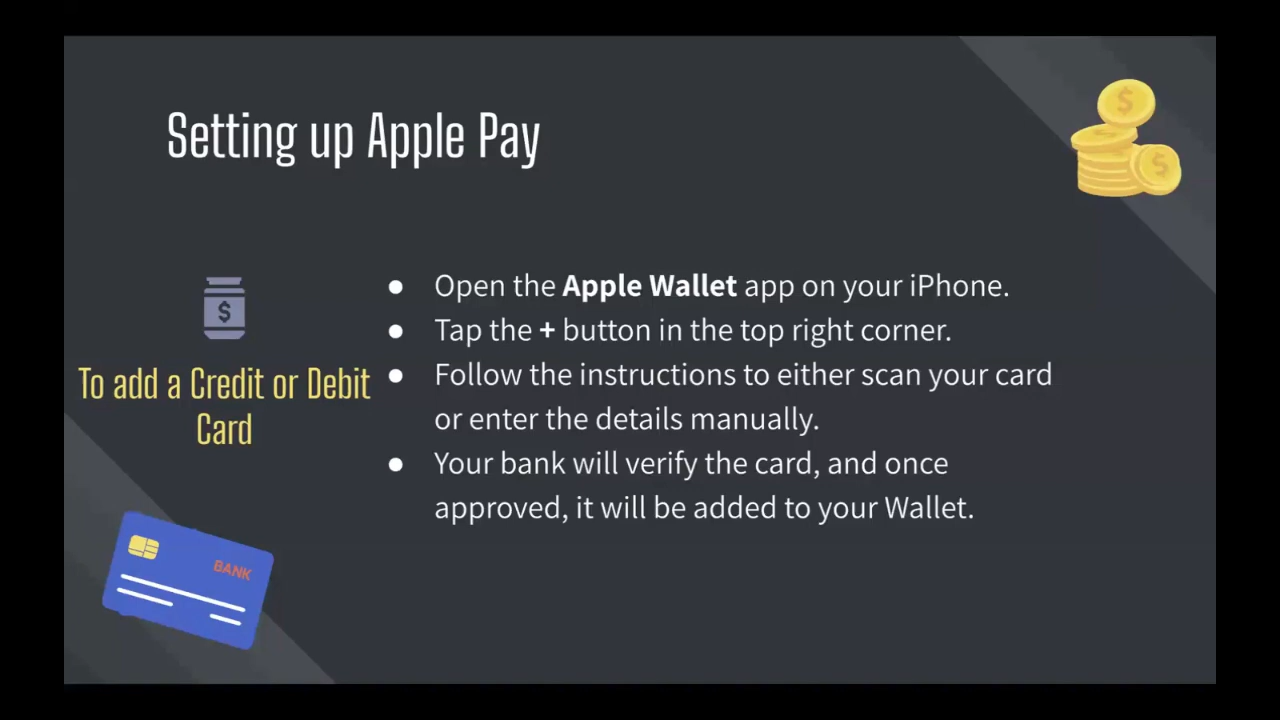 Setting up Apple Pay
$
$
$
To add a Credit or Debit
Card
● Open the Apple Wallet app on your iPhone.
● Tap the + button in the top right corner.
● Follow the instructions to either scan your card
or enter the details manually.
● Your bank will verify the card, and once
approved, it will be added to your Wallet.
BANK